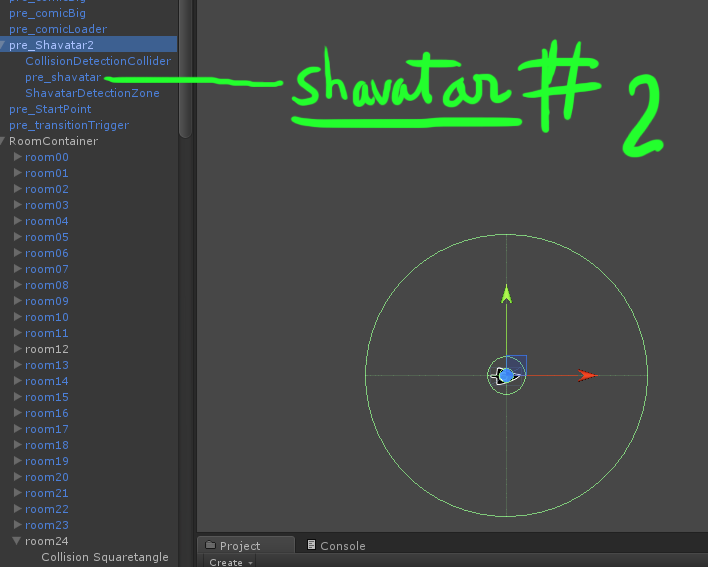 pre_comicBig
pre_comicLoader
pre_Shavatar2
CollisionDetectionCollider
pre_shavatar
ShavatarDetectionZone
pre_StartPoint
pre_transitionTrigger
RoomContainer
room00
room01
room02
room03
room04
room05
room06
room07
room08
room09
room10
room11
room12
room13
room14
room15
room16
room17
room18
room19
room20
room21
room22
room23
room24
Collision Squaretangle
shavatar # 2
Project
Console
Create